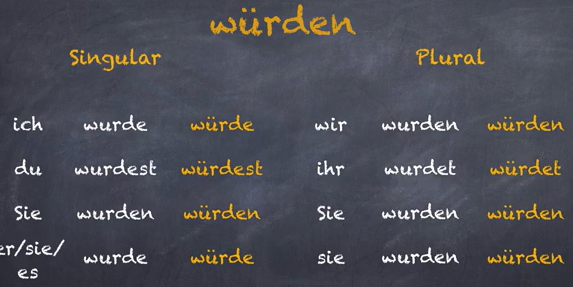 würden
Singular Plural
ich wurde würde wir wurden würden
du wurdest würdest ihr wurdet würdet
Sie wurden würden Sie wurden würden
er/sie/
es wurde würde sie wurden würden